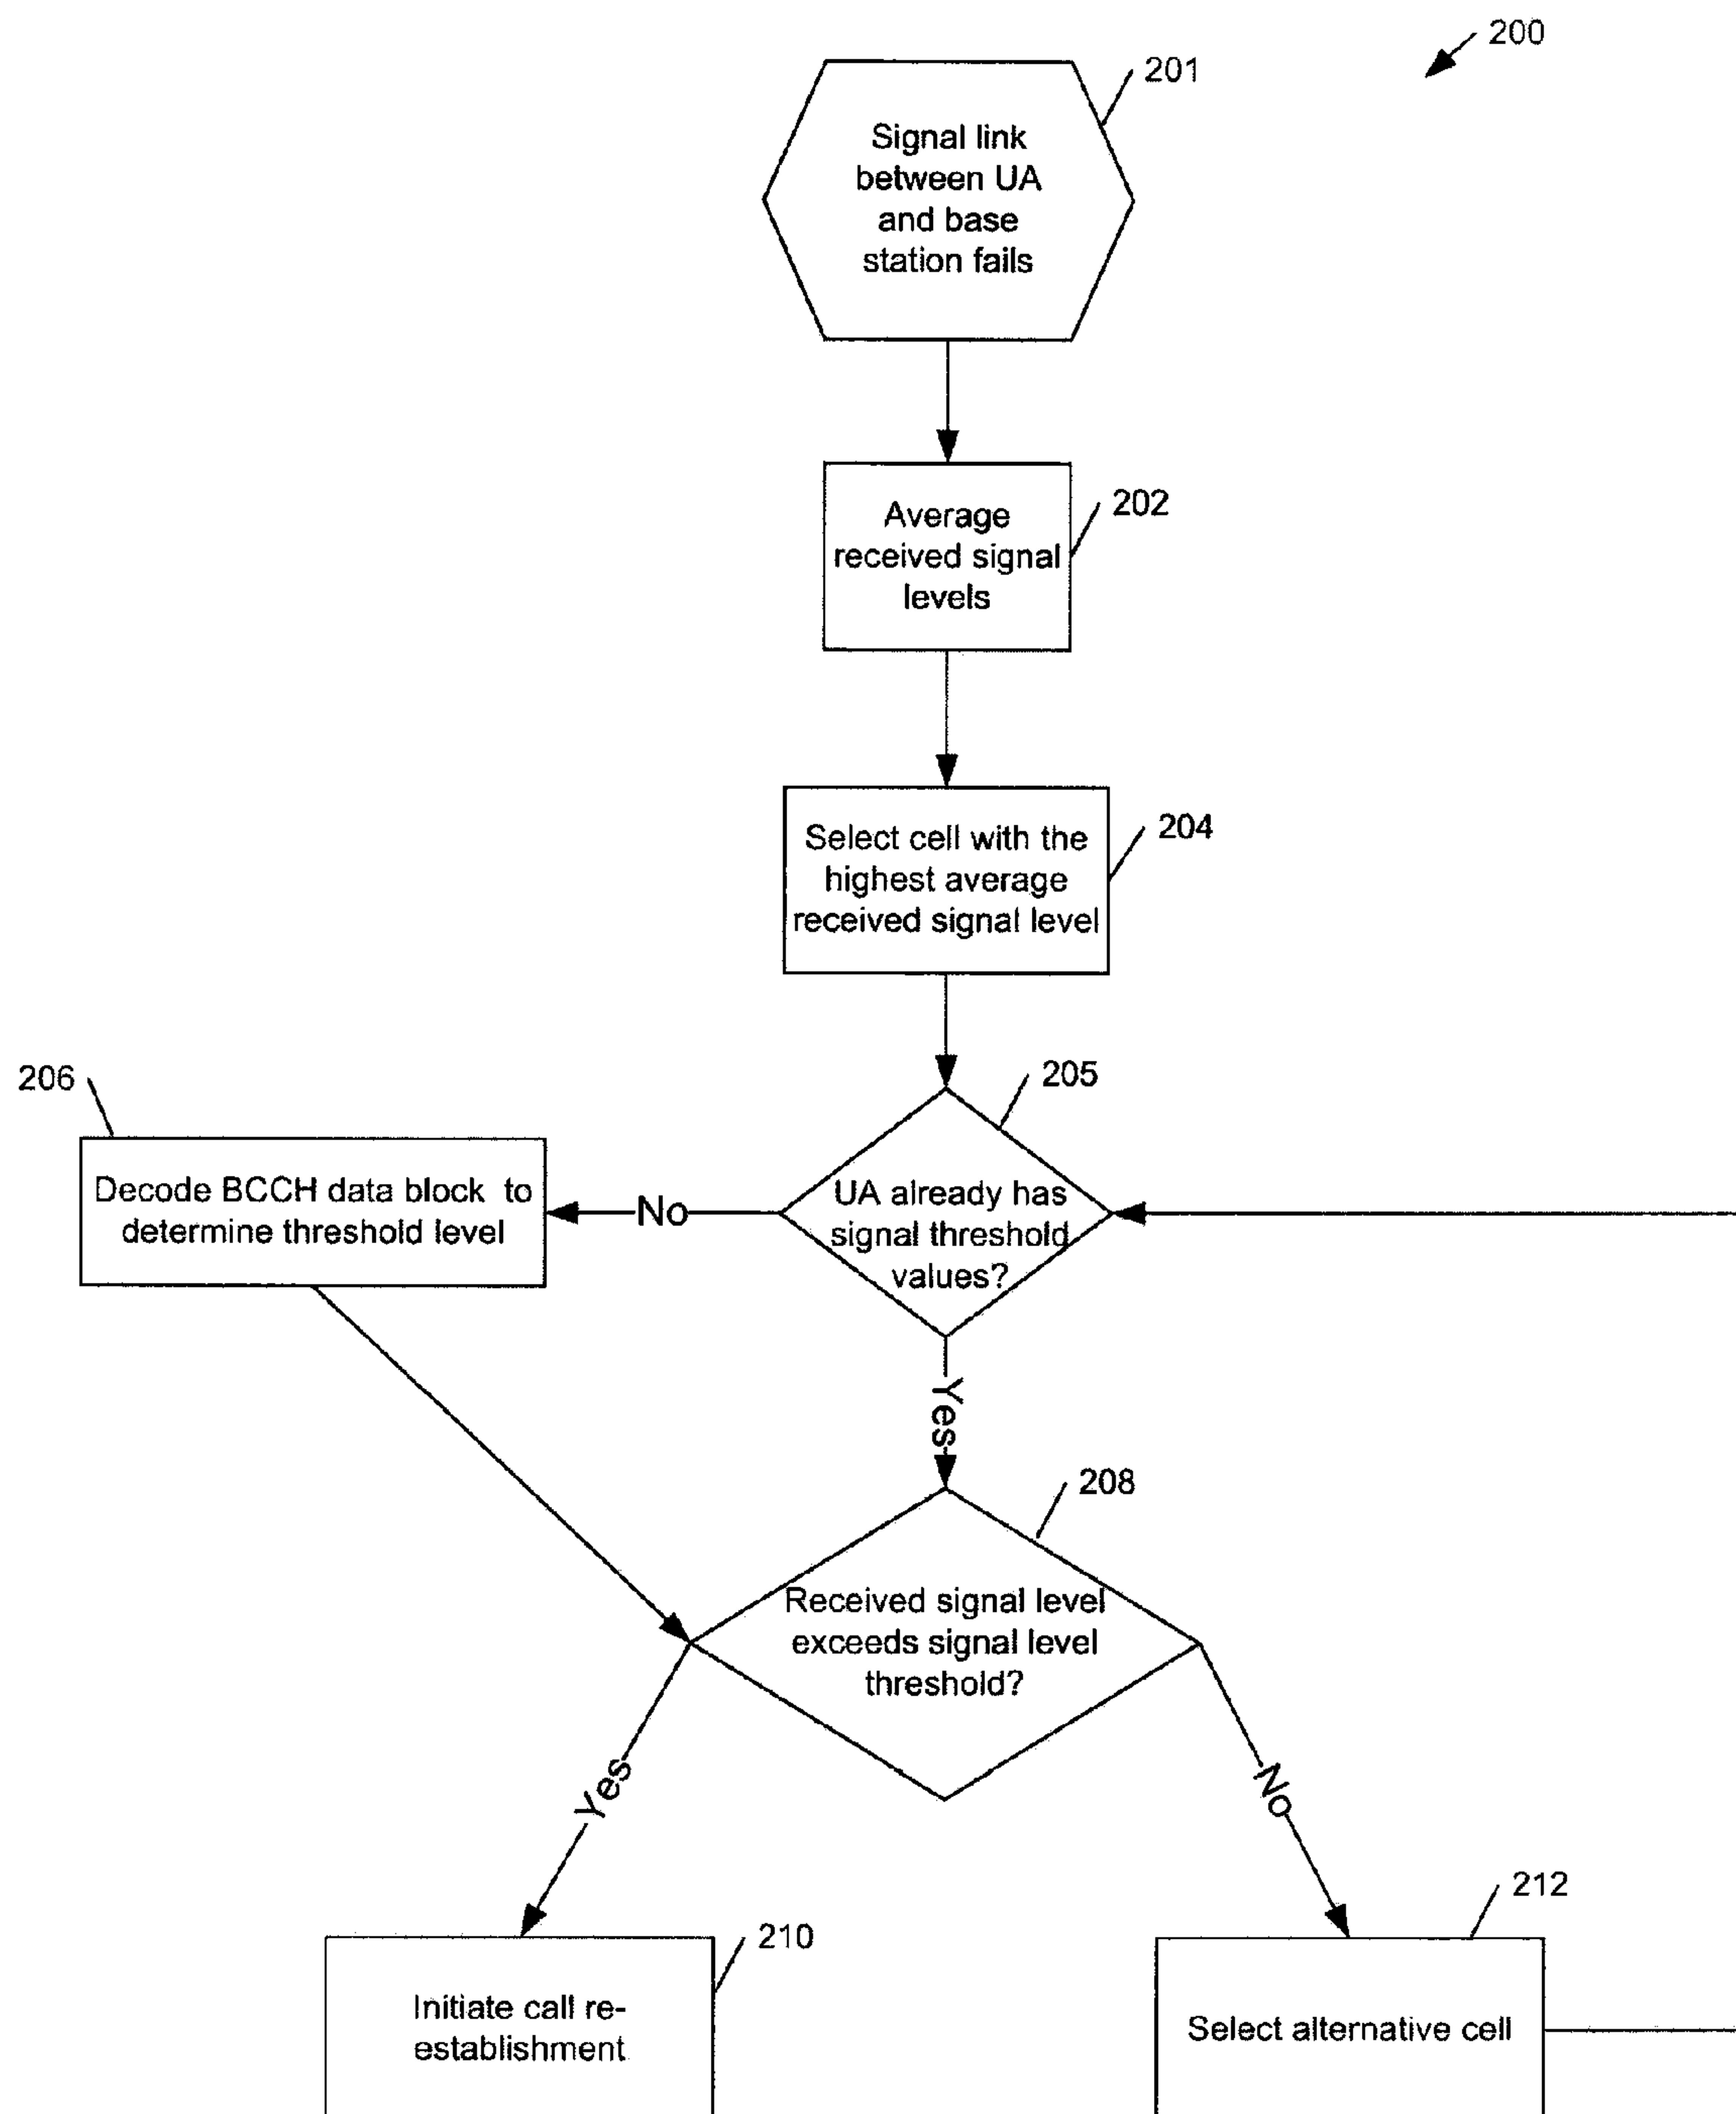 200
201
Signal link
between UA
and base
station fails
202
Average
received signal
levels
204
Select cell with the
highest average
received signal level
205
206
UA already has
signal threshold
values?
Decode BCCH data block to
determine threshold level
No
Yes
208
Received signal level
exceeds signal level
threshold?
Yes
No
210
212
Initiate call re-
establishment
Select alternative cell